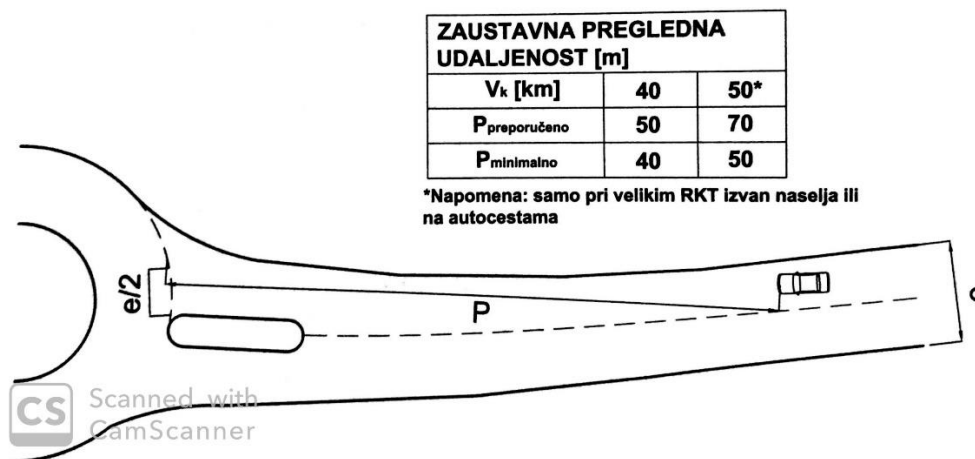 ZAUSTAVNA PREGLEDNA
UDALJENOST [m]
Vk [km] 40 50*
Ppreporučeno 50 70
Pminimalno 40 50
*Napomena: samo pri velikim RKT izvan naselja ili
na autocestama
e/2
P
CS Scanned with
CamScanner